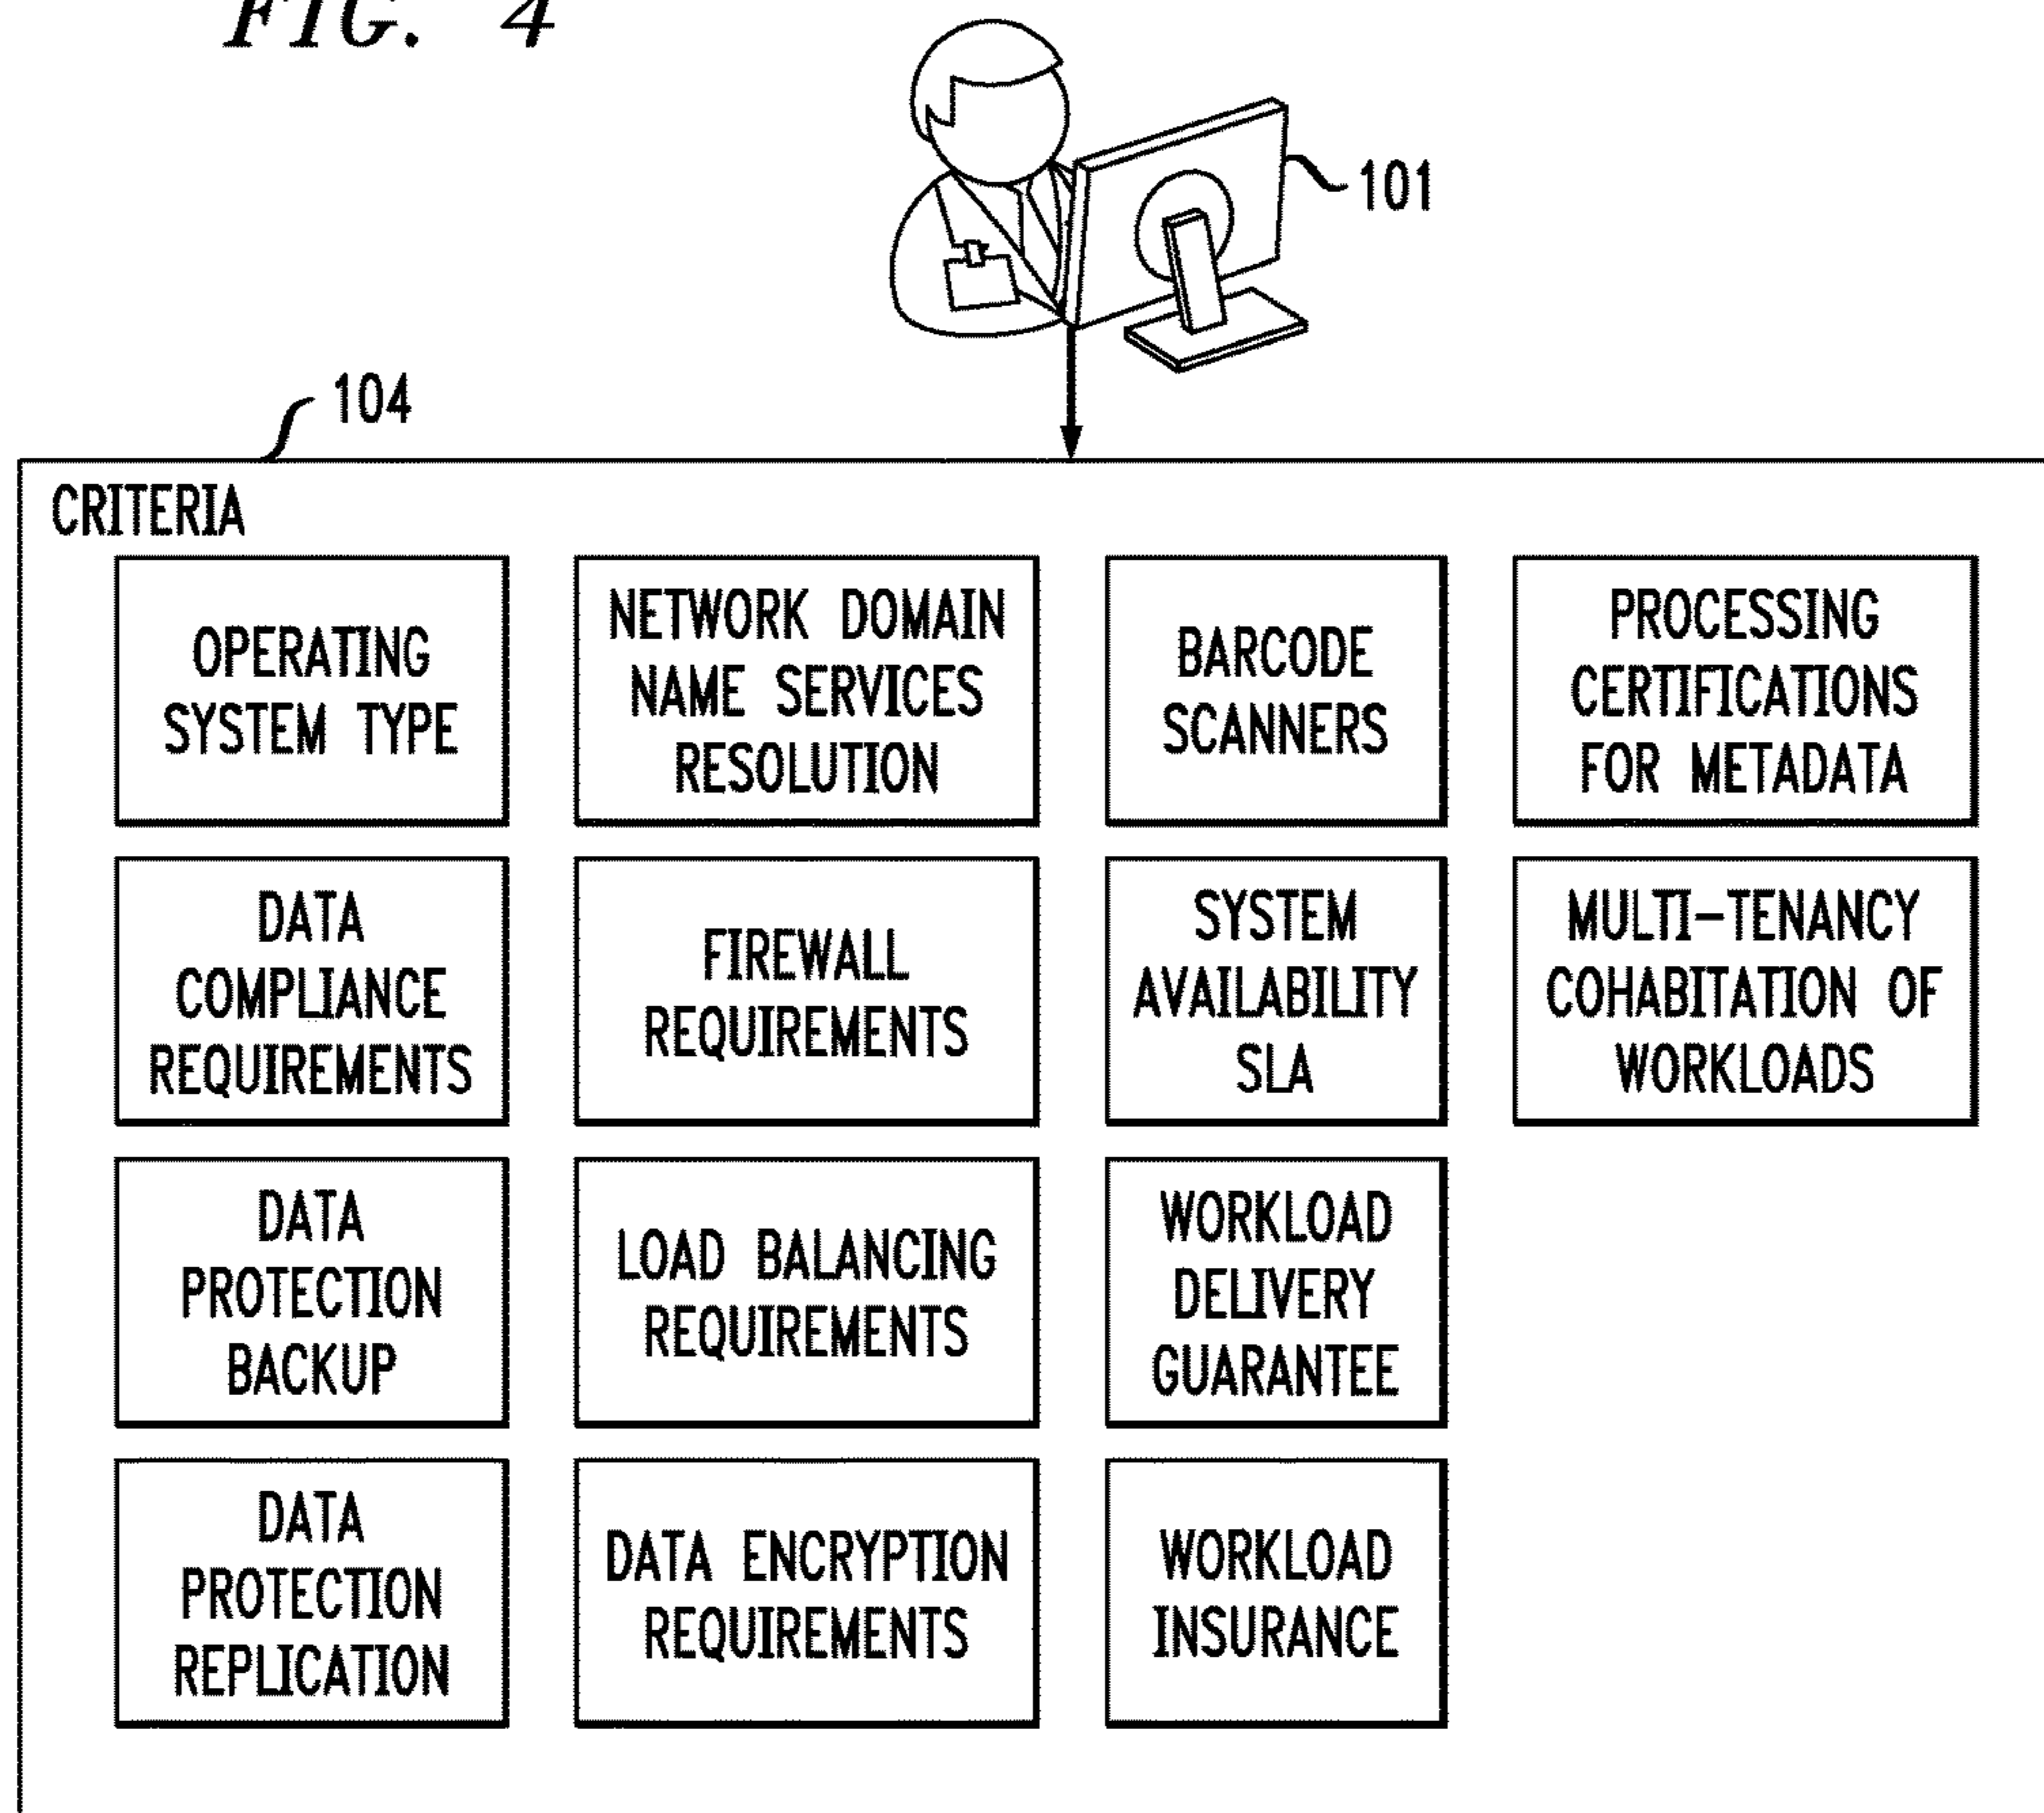 FIG. 4
101
104
CRITERIA
OPERATING
SYSTEM TYPE
NETWORK DOMAIN
NAME SERVICES
RESOLUTION
BARCODE
SCANNERS
PROCESSING
CERTIFICATIONS
FOR METADATA
DATA
COMPLIANCE
REQUIREMENTS
FIREWALL
REQUIREMENTS
SYSTEM
AVAILABILITY
SLA
MULTI-TENANCY
COHABITATION OF
WORKLOADS
DATA
PROTECTION
BACKUP
LOAD BALANCING
REQUIREMENTS
WORKLOAD
DELIVERY
GUARANTEE
DATA
PROTECTION
REPLICATION
DATA ENCRYPTION
REQUIREMENTS
WORKLOAD
INSURANCE